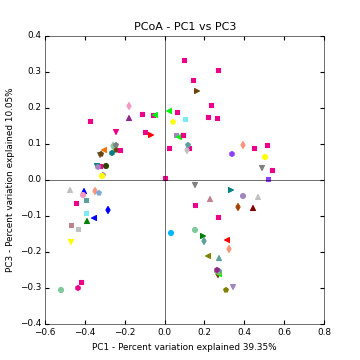 PCoA - PC1 vs PC3
0.4
0.3
0.2
0.1
0.0
−0.1
−0.2
−0.3
−0.4
PC3 - Percent variation explained 10.05%
−0.6 −0.4 −0.2 0.0 0.2 0.4 0.6 0.8
PC1 - Percent variation explained 39.35%